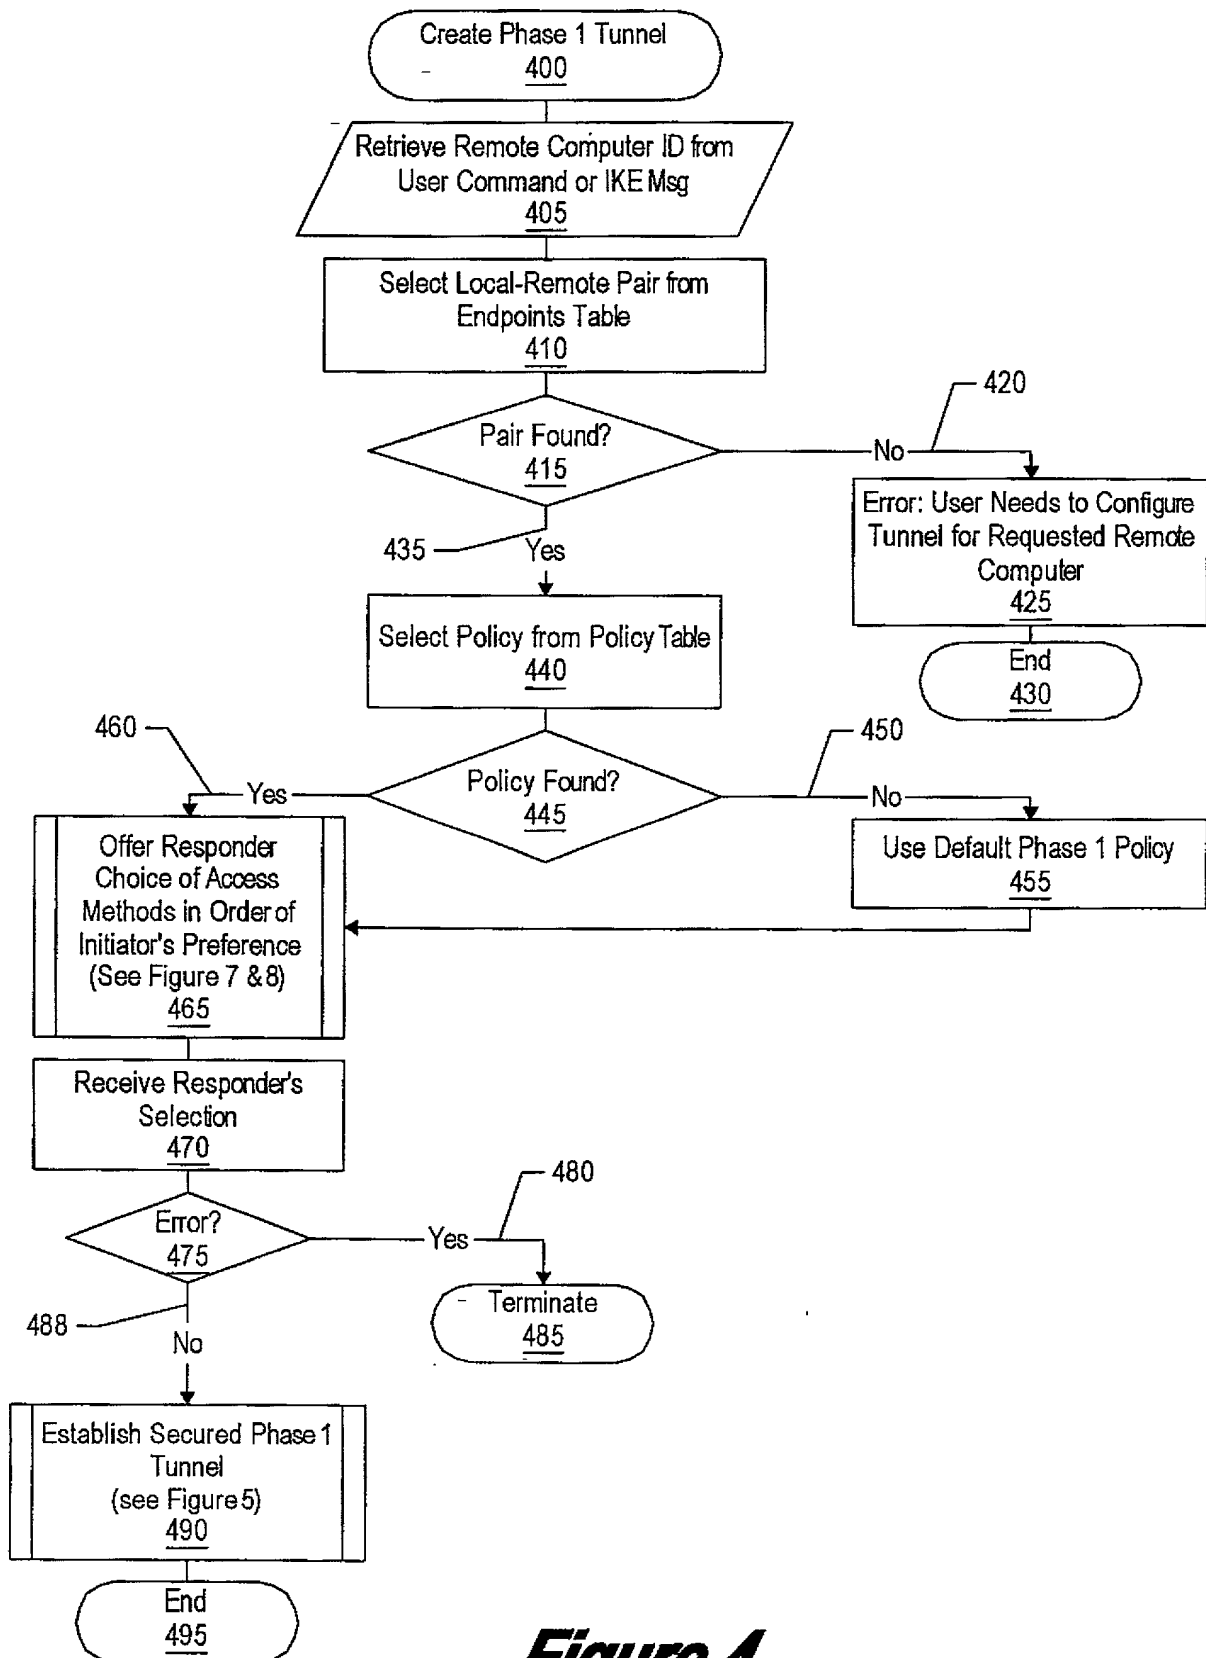 Create Phase 1 Tunnel
400
Retrieve Remote Computer ID from
User Command or IKE Msg
405
Select Local-Remote Pair from
Endpoints Table
410
420
Pair Found?
415
No
Error: User Needs to Configure
Tunnel for Requested Remote
Computer
425
End
430
435
Yes
Select Policy from Policy Table
440
460
450
Policy Found?
445
Yes
No
Use Default Phase 1 Policy
455
Offer Responder
Choice of Access
Methods in Order of
Initiator's Preference
(See Figure 7 & 8)
465
Receive Responder's
Selection
470
480
Error?
475
Yes
Terminate
485
488
No
Establish Secured Phase 1
Tunnel
(see Figure 5)
490
End
495
Figure 4